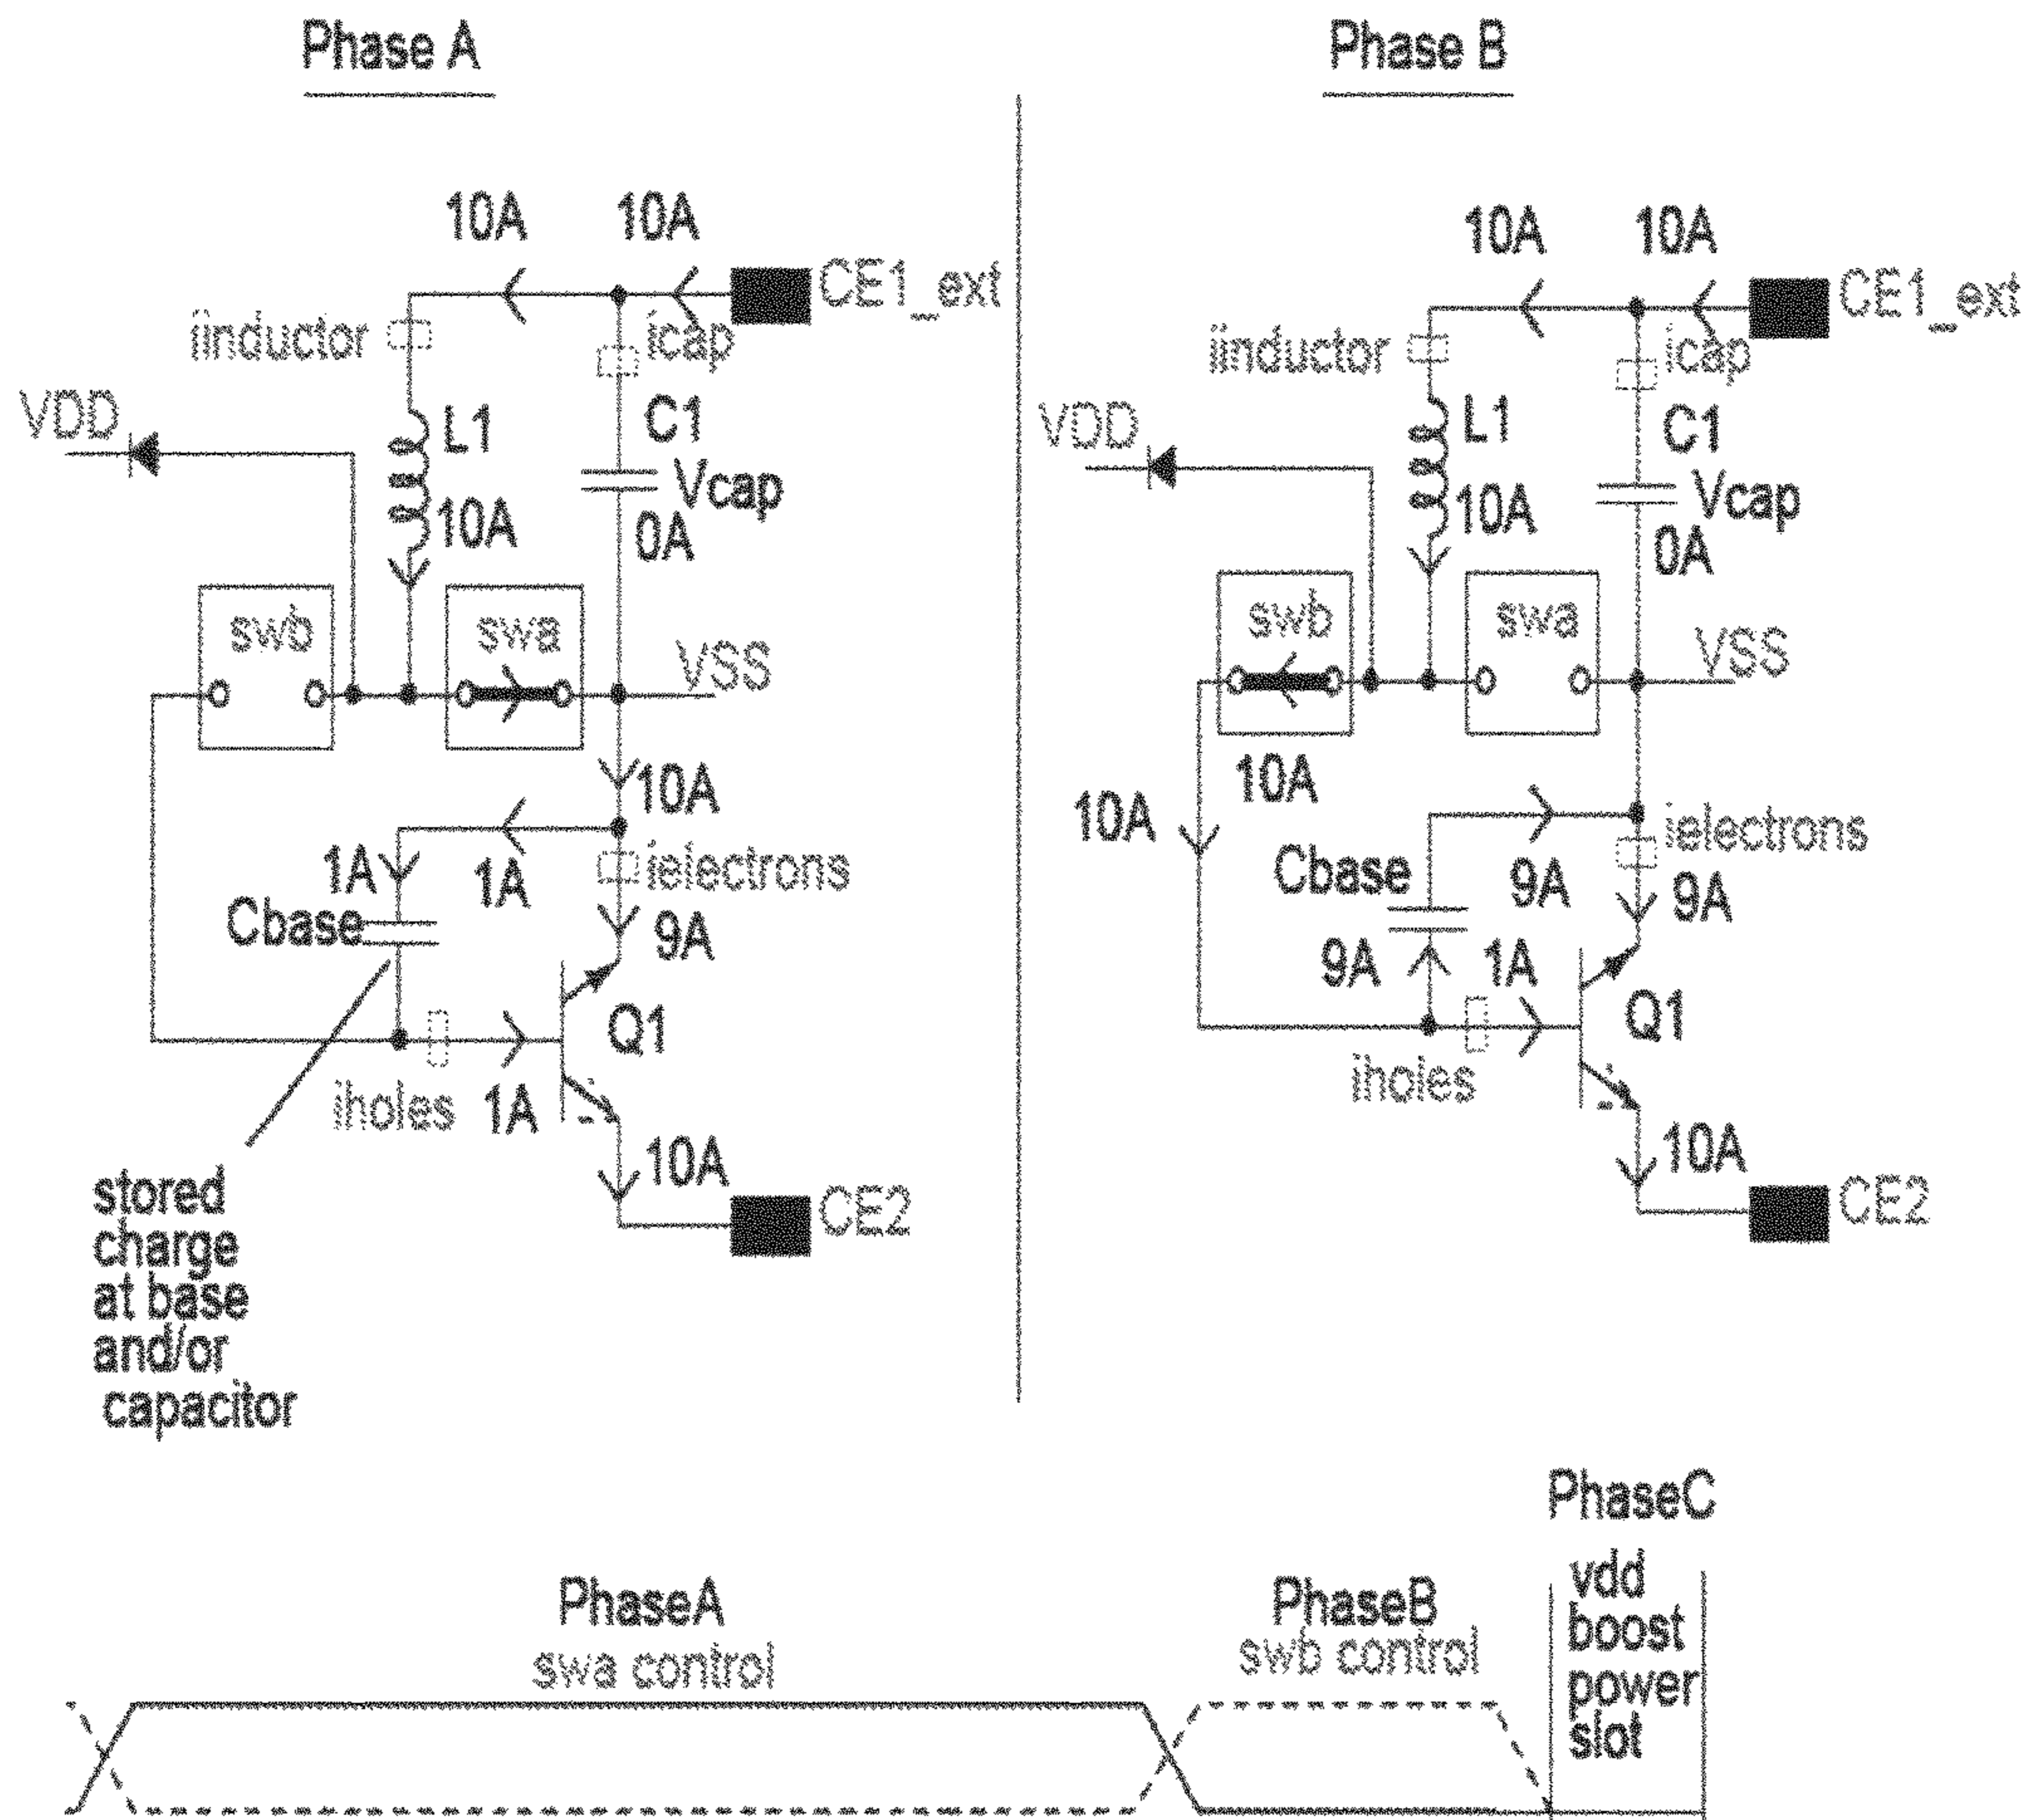 Phase A
10A
10A
CE1_ext
iinductor
icap
VDD
L1
C1
Vcap
10A
0A
swb
swa
VSS
10A
1A
1A
ielectrons
Cbase
9A
Q1
iholes
1A
10A
CE2
stored
charge
at base
and/or
capacitor
Phase B
10A
10A
CE1_ext
iinductor
icap
VDD
L1
C1
Vcap
10A
0A
swb
swa
VSS
10A
10A
ielectrons
Cbase
9A
9A
9A
1A
Q1
iholes
10A
CE2
PhaseC
vdd
boost
power
slot
PhaseA
swa control
PhaseB
swb control